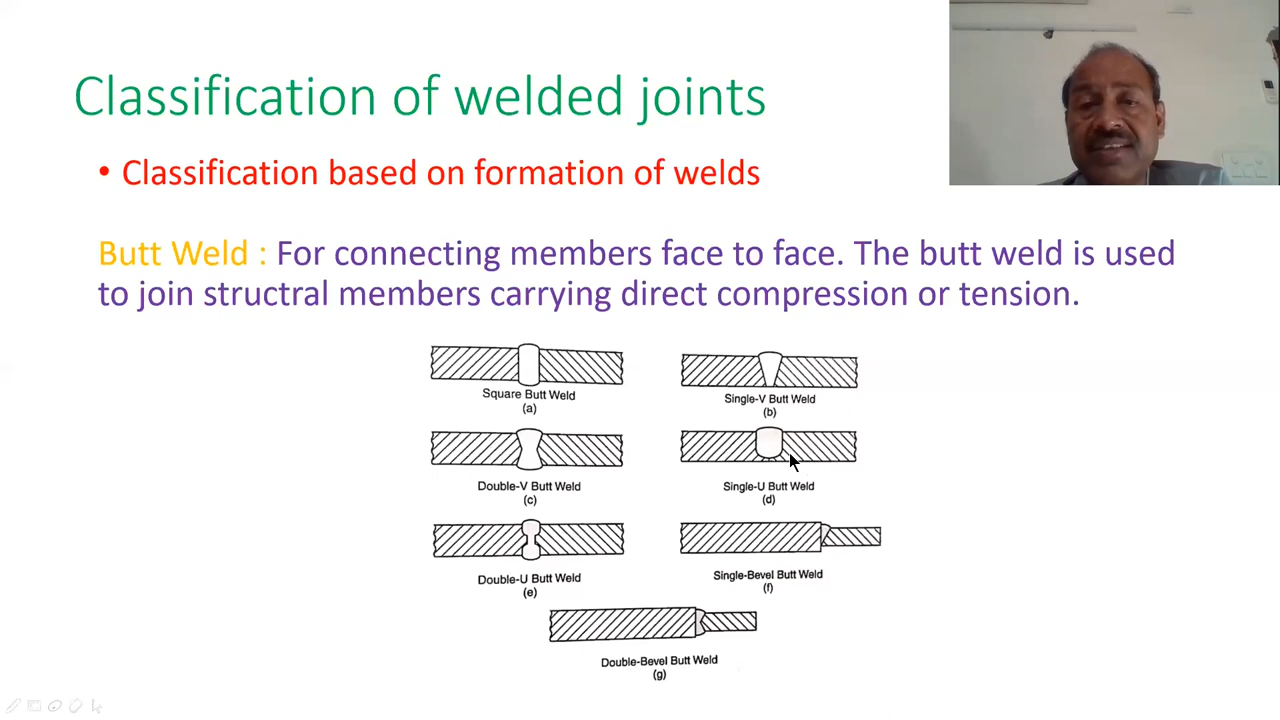 Classification of welded joints
• Classification based on formation of welds
Butt Weld : For connecting members face to face. The butt weld is used
to join structral members carrying direct compression or tension.
Square Butt Weld
(a)
Single-V Butt Weld
(b)
Double-V Butt Weld
(c)
Single-U Butt Weld
(d)
Double-U Butt Weld
(e)
Single-Bevel Butt Weld
(f)
Double-Bevel Butt Weld
(g)